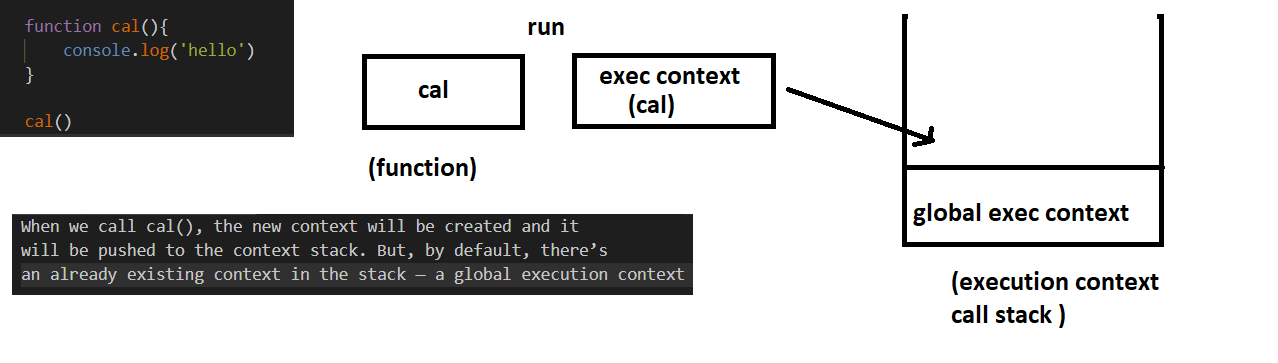 function cal(){
    console.log('hello')
}
cal()
run
cal
(function)
exec context
(cal)
global exec context
(execution context
call stack )
When we call cal(), the new context will be created and it
will be pushed to the context stack. But, by default, there’s
an already existing context in the stack — a global execution context